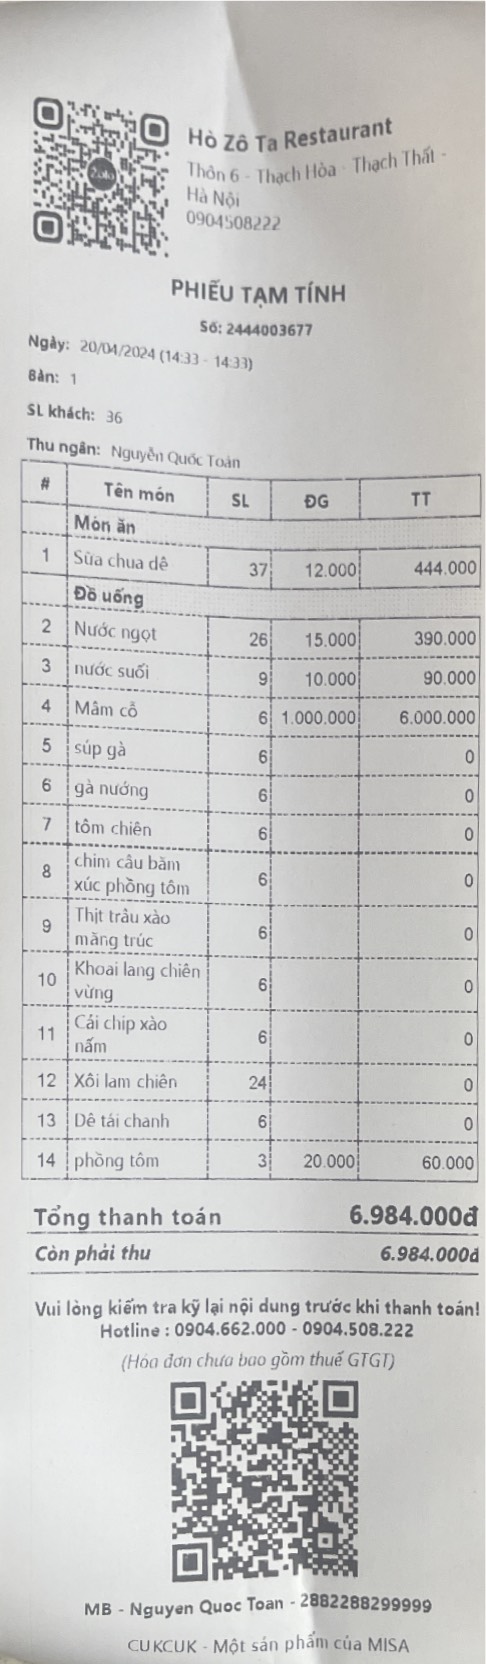 Zalo
Hò Zô Ta Restaurant
Thôn 6 - Thạch Hòa - Thạch Thất -
Hà Nội
0904508222
PHIẾU TẠM TÍNH
Số: 2444003677
Ngày: 20/04/2024 (14:33 - 14:33)
Bàn: 1
SL khách: 36
Thu ngân: Nguyễn Quốc Toản
# Tên món SL ĐG TT
Món ăn
1 Sữa chua dê 37 12.000 444.000
Đồ uống
2 Nước ngọt 26 15.000 390.000
3 nước suối 9 10.000 90.000
4 Mâm cỗ 6 1.000.000 6.000.000
5 súp gà 6 0
6 gà nướng 6 0
7 tôm chiên 6 0
8 chim câu băm
xúc phồng tôm 6 0
9 Thịt trâu xào
măng trúc 6 0
10 Khoai lang chiên
vừng 6 0
11 Cải chip xào
nấm 6 0
12 Xôi lam chiên 24 0
13 Dê tái chanh 6 0
14 phồng tôm 3 20.000 60.000
Tổng thanh toán 6.984.000đ
Còn phải thu 6.984.000đ
Vui lòng kiểm tra kỹ lại nội dung trước khi thanh toán!
Hotline : 0904.662.000 - 0904.508.222
(Hóa đơn chưa bao gồm thuế GTGT)
MB - Nguyen Quoc Toan - 2882288299999
CUKCUK - Một sản phẩm của MISA